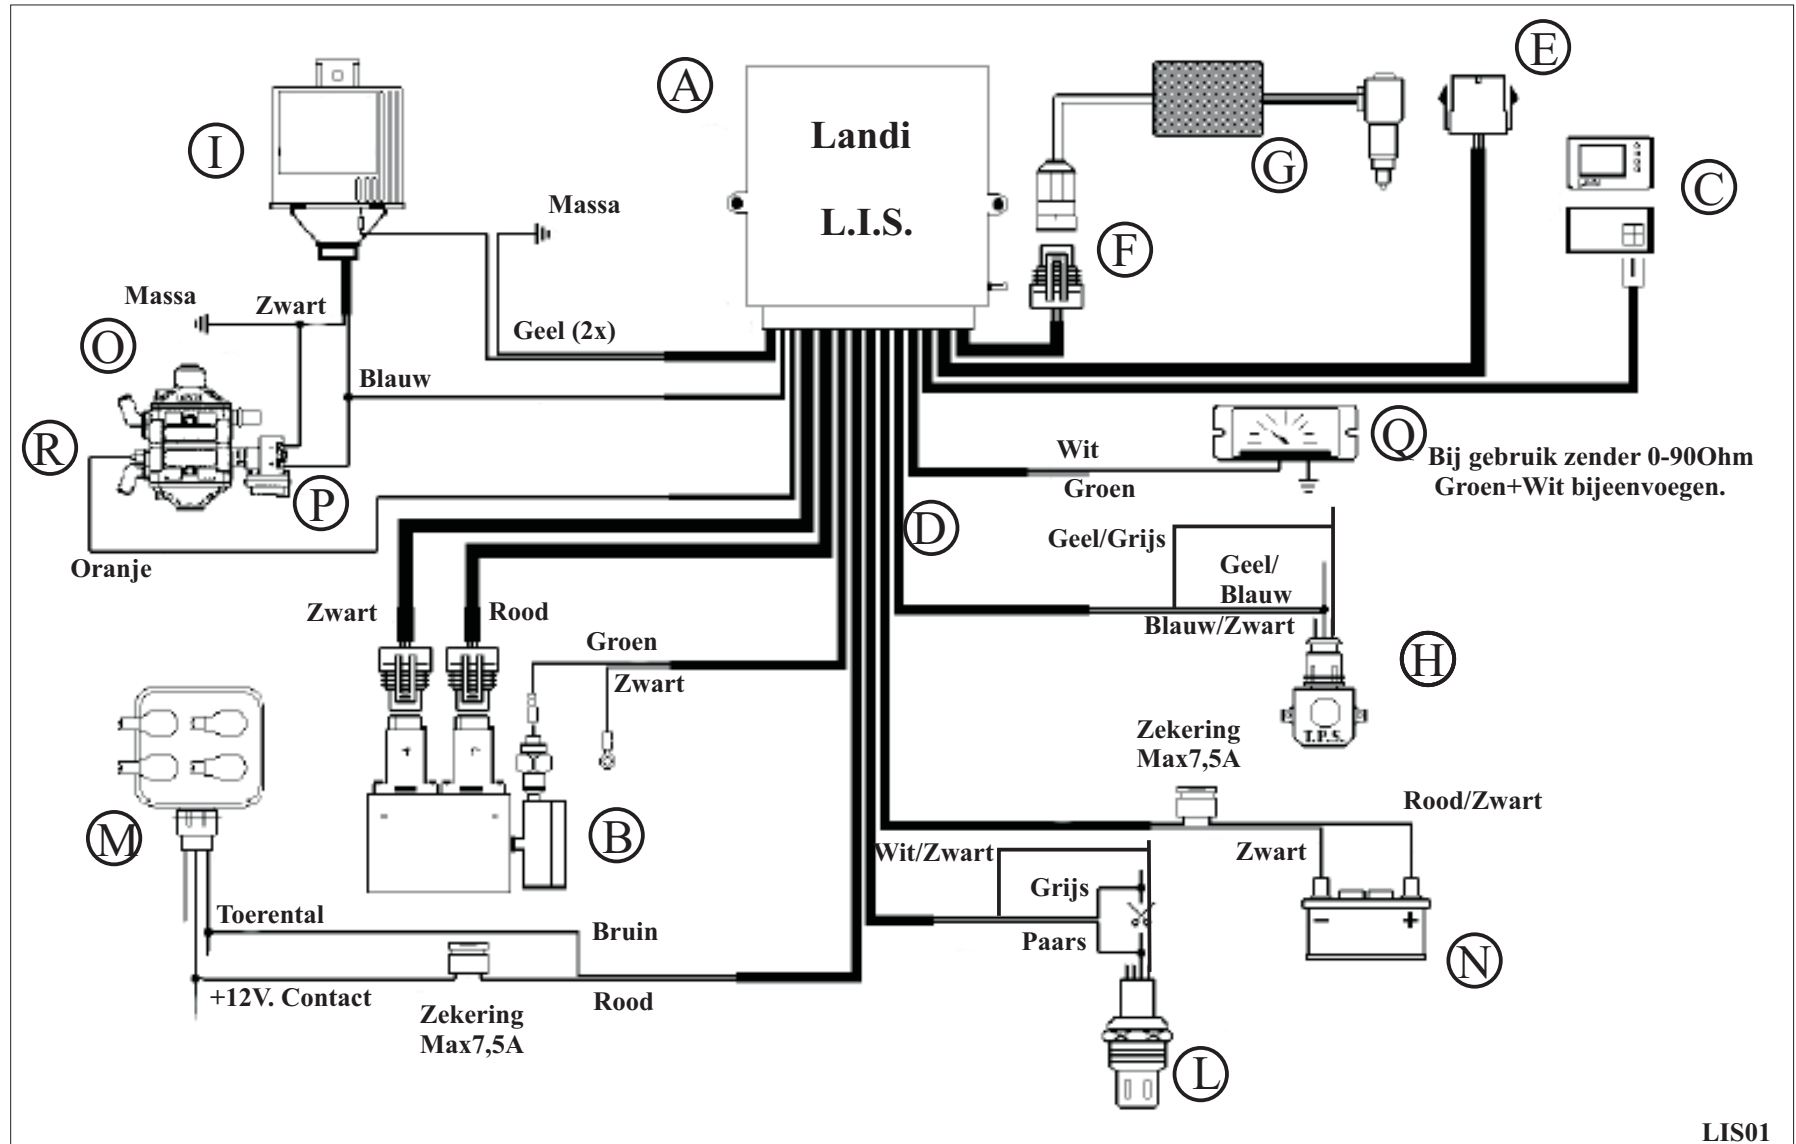 E
A
Landi
L.I.S.
I
G
C
Massa
F
Massa
Zwart
O
Geel (2x)
Blauw
R
P
Q
Wit
Groen
Bij gebruik zender 0-90Ohm
Groen+Wit bijeenvoegen.
D
Geel/Grijs
Geel/
Blauw
Blauw/Zwart
Oranje
Zwart
Rood
Groen
Zwart
H
T.P.S.
Zekering
Max7,5A
Rood/Zwart
M
B
Wit/Zwart
Zwart
Grijs
Toerental
Bruin
Paars
- +
N
+12V. Contact
Rood
Zekering
Max7,5A
L
LIS01